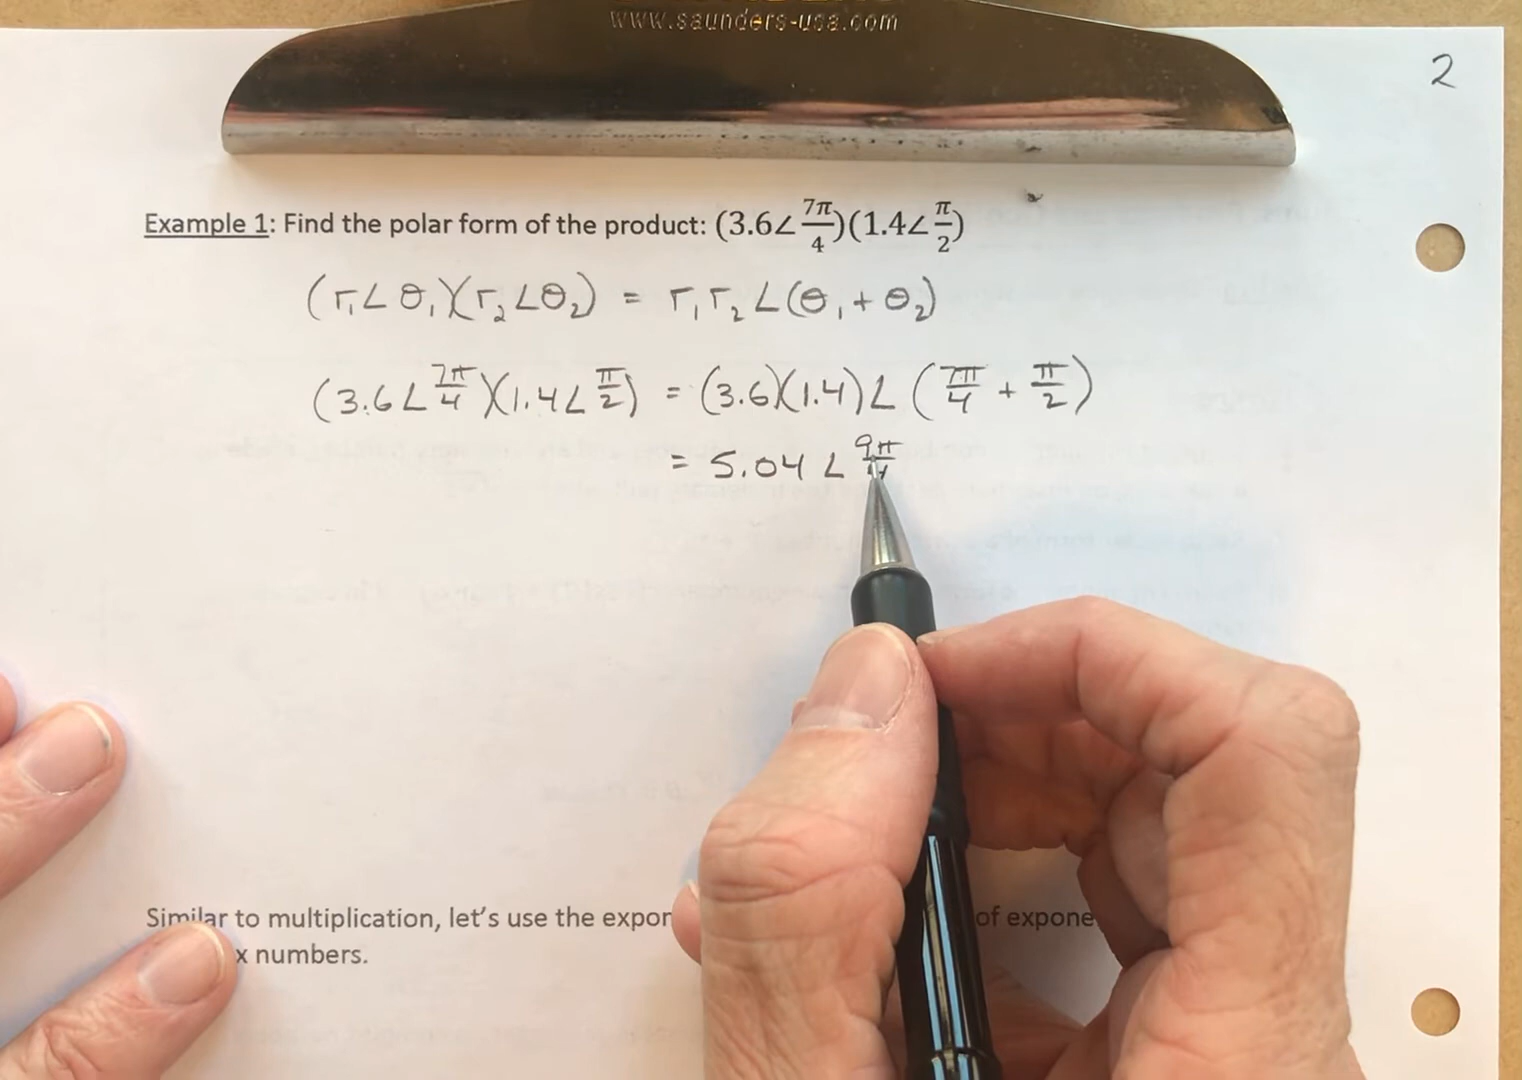 www.saunders-usa.com
2
Example 1: Find the polar form of the product: (3.6∠7π/4)(1.4∠π/2)
(r₁∠θ₁)(r₂∠θ₂) = r₁r₂∠(θ₁+θ₂)
(3.6∠7π/4)(1.4∠π/2) = (3.6)(1.4)∠(7π/4 + π/2)
= 5.04∠9π/4
Similar to multiplication, let's use the of
numbers.